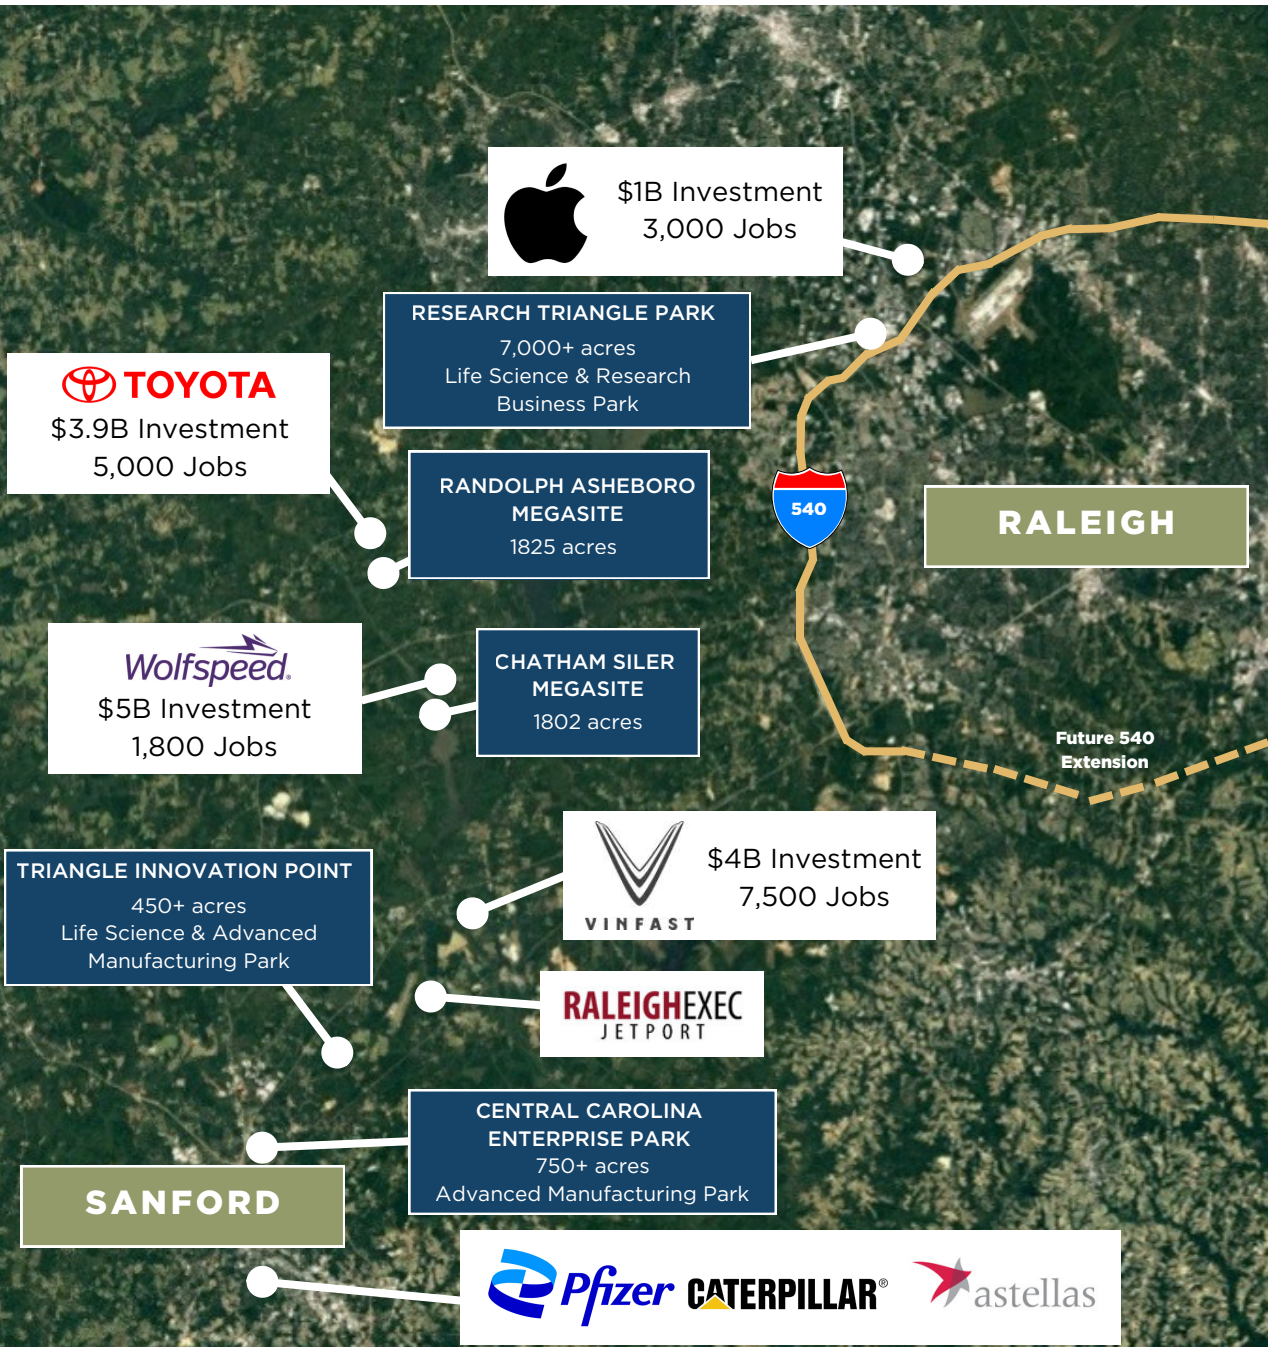 $1B Investment
3,000 Jobs
RESEARCH TRIANGLE PARK
7,000+ acres
Life Science & Research
Business Park
TOYOTA
$3.9B Investment
5,000 Jobs
RANDOLPH ASHEBORO
MEGASITE
1825 acres
540
RALEIGH
Wolfspeed.
$5B Investment
1,800 Jobs
CHATHAM SILER
MEGASITE
1802 acres
Future 540
Extension
VINFAST
$4B Investment
7,500 Jobs
TRIANGLE INNOVATION POINT
450+ acres
Life Science & Advanced
Manufacturing Park
RALEIGHEXEC
JETPORT
CENTRAL CAROLINA
ENTERPRISE PARK
750+ acres
Advanced Manufacturing Park
SANFORD
Pfizer CATERPILLAR® astellas